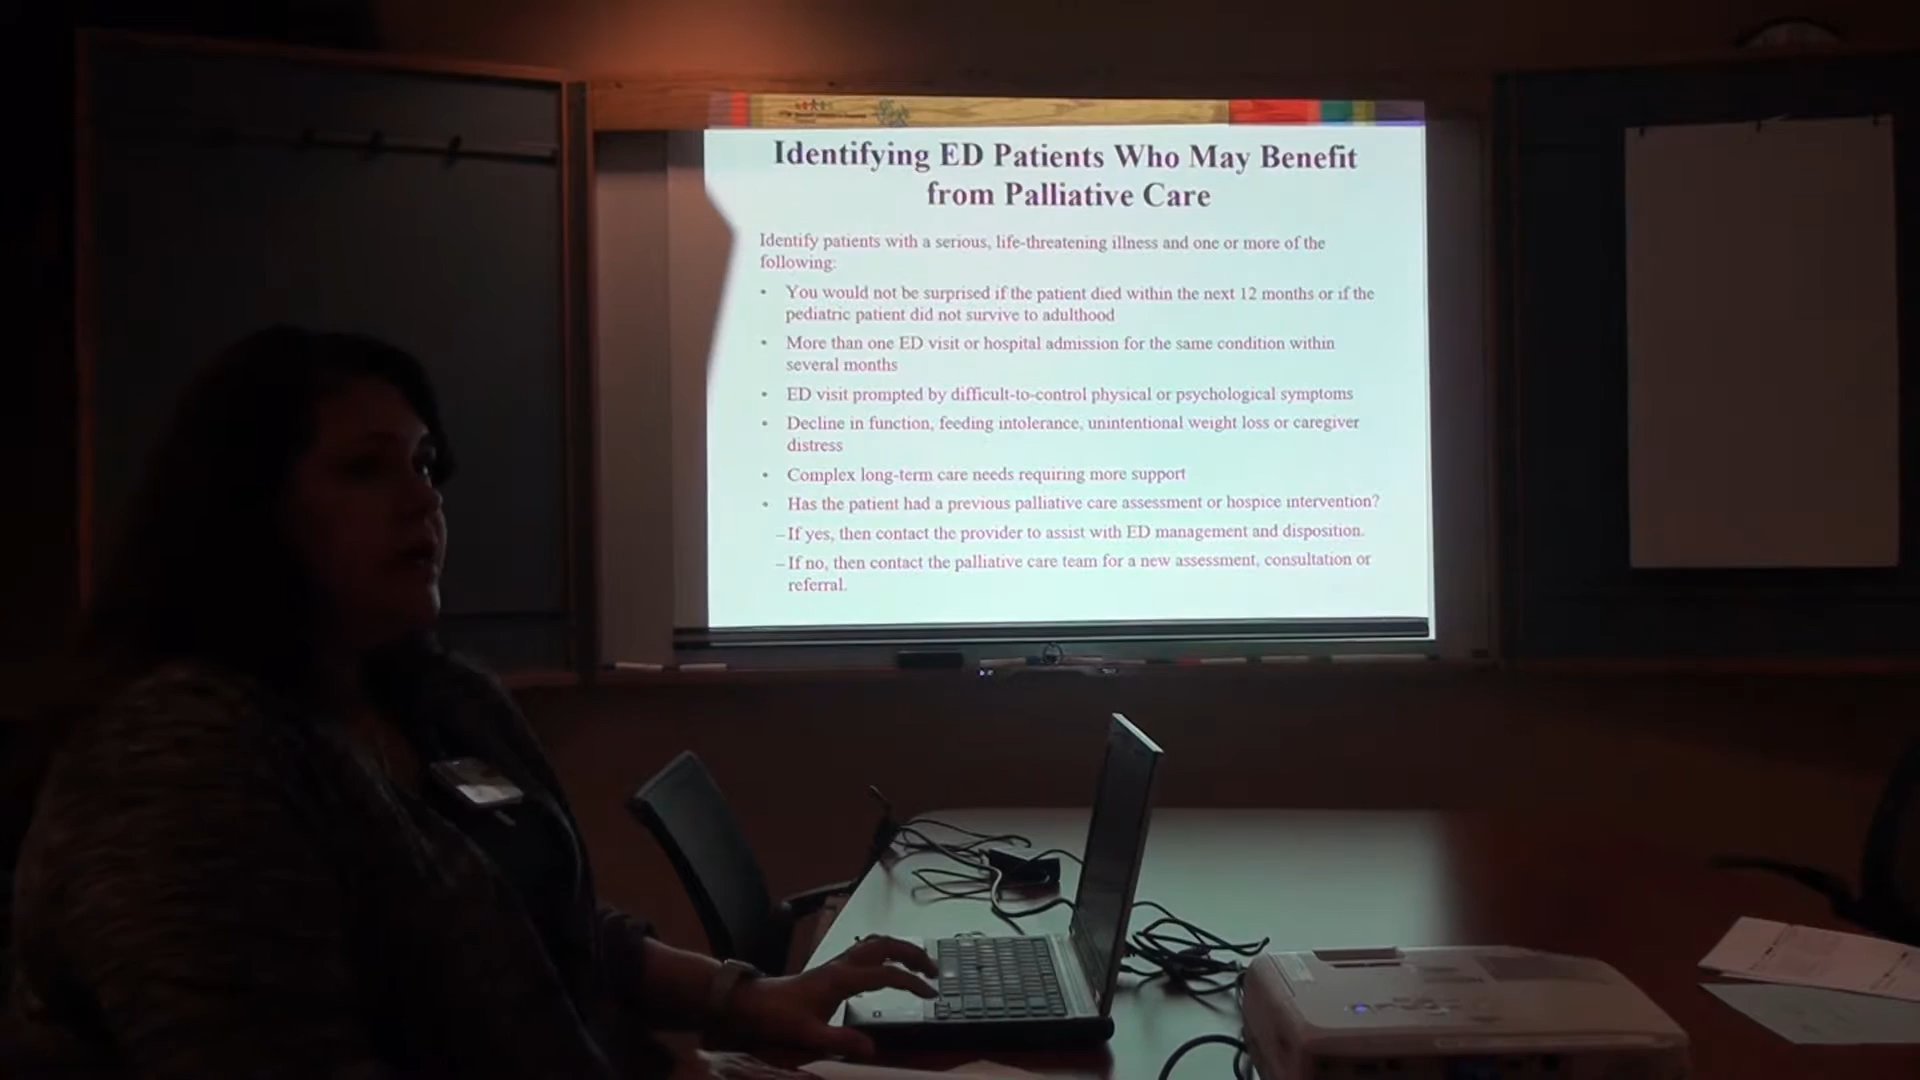 Identifying ED Patients Who May Benefit
from Palliative Care
Identify patients with a serious, life-threatening illness and one or more of the
following:
• You would not be surprised if the patient died within the next 12 months or if the
pediatric patient did not survive to adulthood
• More than one ED visit or hospital admission for the same condition within
several months
• ED visit prompted by difficult-to-control physical or psychological symptoms
• Decline in function, feeding intolerance, unintentional weight loss or caregiver
distress
• Complex long-term care needs requiring more support
• Has the patient had a previous palliative care assessment or hospice intervention?
– If yes, then contact the provider to assist with ED management and disposition.
– If no, then contact the palliative care team for a new assessment, consultation or
referral.